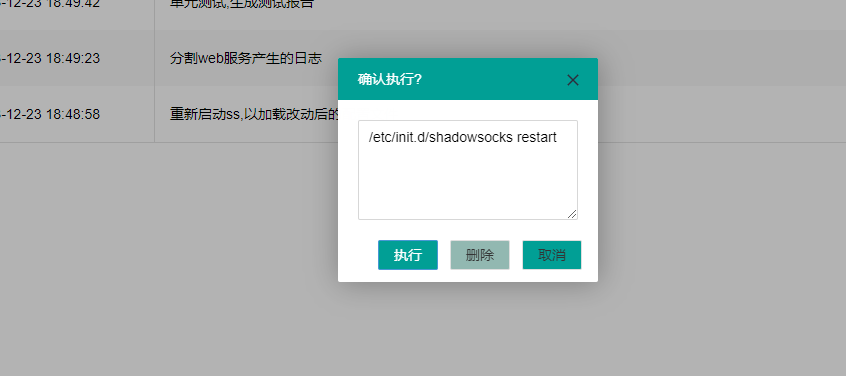 -12-23 18:49:42
单元测试,生成测试报告
-12-23 18:49:23
分割web服务产生的日志
-12-23 18:48:58
重新启动ss,以加载改动后的
确认执行?
/etc/init.d/shadowsocks restart
执行
删除
取消